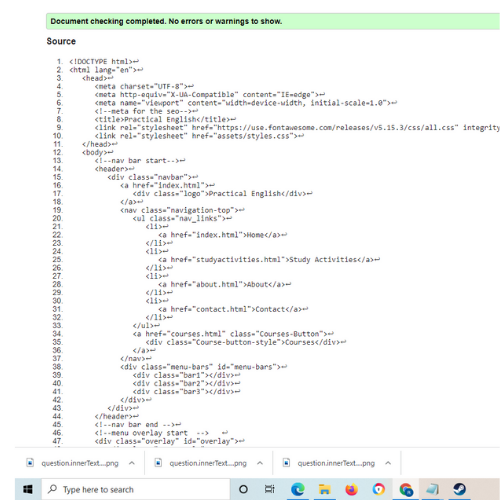 Document checking completed. No errors or warnings to show.
Source
1. <!DOCTYPE html>↩
2. <html lang="en">↩
3. <head>↩
4. <meta charset="UTF-8">↩
5. <meta http-equiv="X-UA-Compatible" content="IE=edge">↩
6. <meta name="viewport" content="width=device-width, initial-scale=1.0">↩
7. <!--meta for the seo-->↩
8. <title>Practical English</title>↩
9. <link rel="stylesheet" href="https://use.fontawesome.com/releases/v5.15.3/css/all.css" integrity
10. <link rel="stylesheet" href="assets/styles.css">↩
11. </head>↩
12. <body>↩
13. <!--nav bar start-->↩
14. <header>↩
15. <div class="navbar">↩
16. <a href="index.html">↩
17. <div class="logo">Practical English</div>↩
18. </a>↩
19. <nav class="navigation-top">↩
20. <ul class="nav_links">↩
21. <li>↩
22. <a href="index.html">Home</a>↩
23. </li>↩
24. <li>↩
25. <a href="studyactivities.html">Study Activities</a>↩
26. </li>↩
27. <li>↩
28. <a href="about.html">About</a>↩
29. </li>↩
30. <li>↩
31. <a href="contact.html">Contact</a>↩
32. </li>↩
33. </ul>↩
34. <a href="courses.html" class="Courses-Button">↩
35. <div class="Course-button-style">Courses</div>↩
36. </a>↩
37. </nav>↩
38. <div class="menu-bars" id="menu-bars">↩
39. <div class="bar1"></div>↩
40. <div class="bar2"></div>↩
41. <div class="bar3"></div>↩
42. </div>↩
43. </div>↩
44. </header>↩
45. <!--nav bar end -->↩
46. <!--menu overlay start --> ↩
47. <div class="overlay" id="overlay">↩
question.innerText....png question.innerText....png question.innerText....png
Type here to search